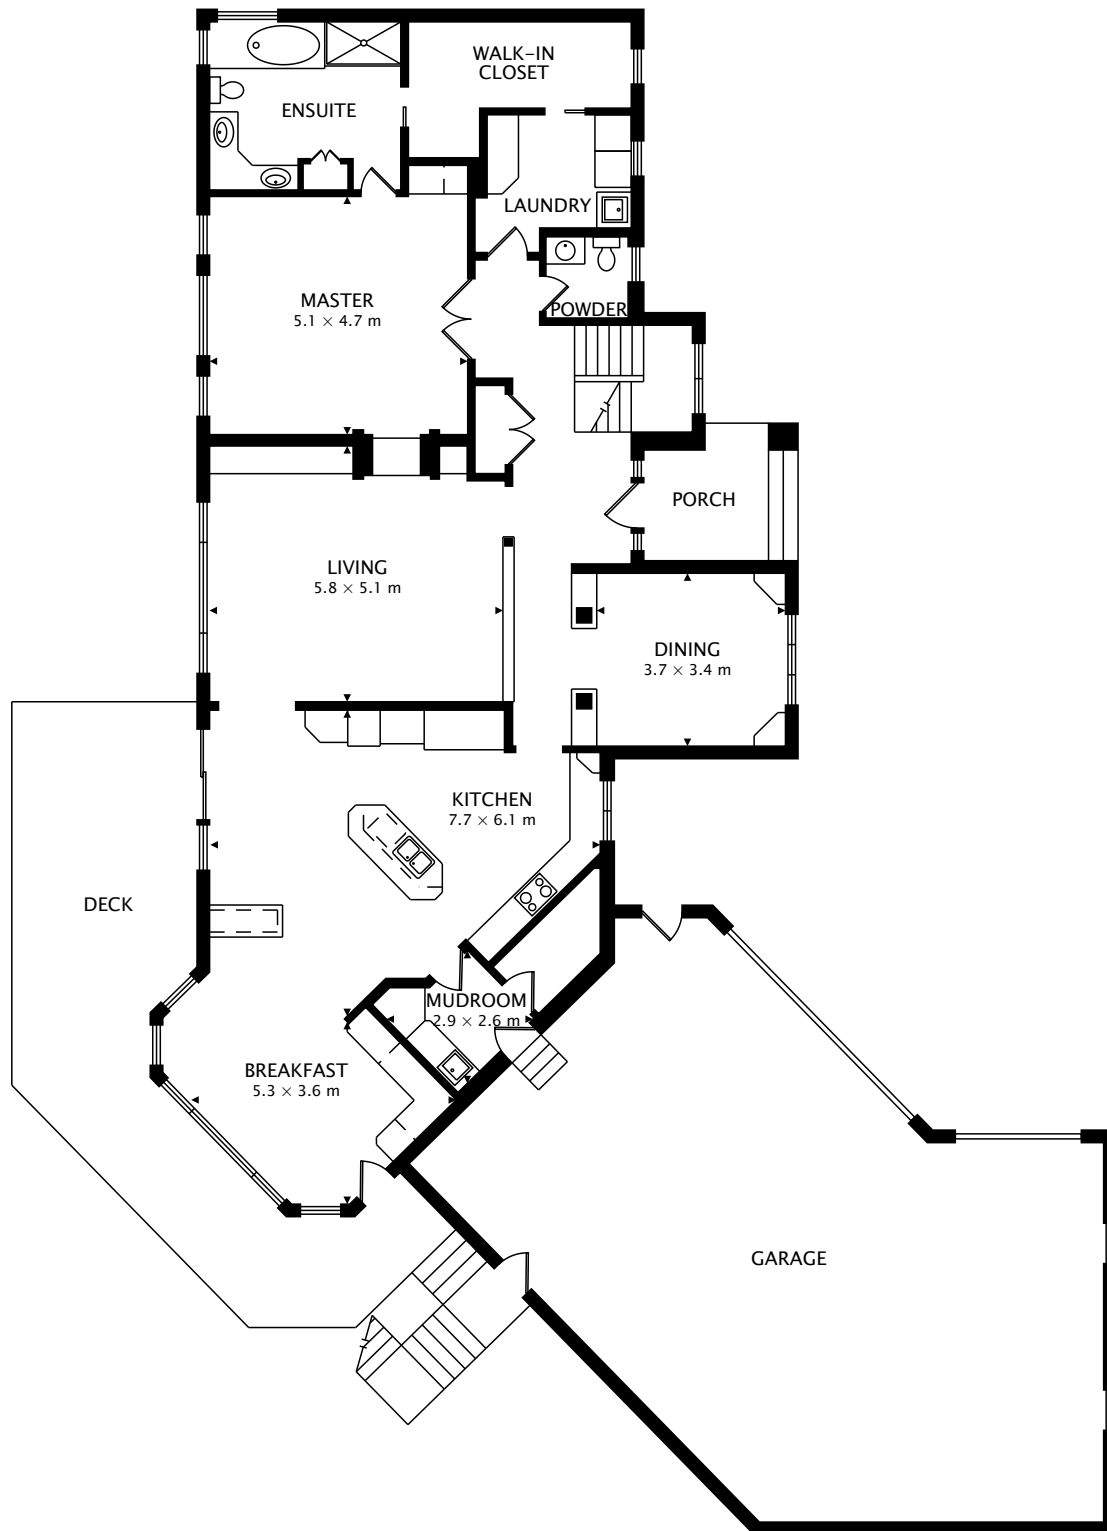 WALK-IN
CLOSET
ENSUITE
LAUNDRY
MASTER
5.1 × 4.7 m
POWDER
PORCH
LIVING
5.8 × 5.1 m
DINING
3.7 × 3.4 m
KITCHEN
7.7 × 6.1 m
DECK
MUDROOM
2.9 × 2.6 m
BREAKFAST
5.3 × 3.6 m
GARAGE